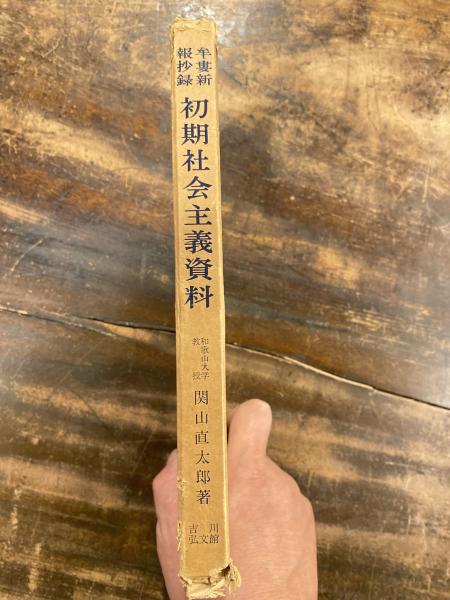 牟婁新
報抄録
初期社会主義資料
和歌山大学
教授
関山直太郎著
吉川
弘文館